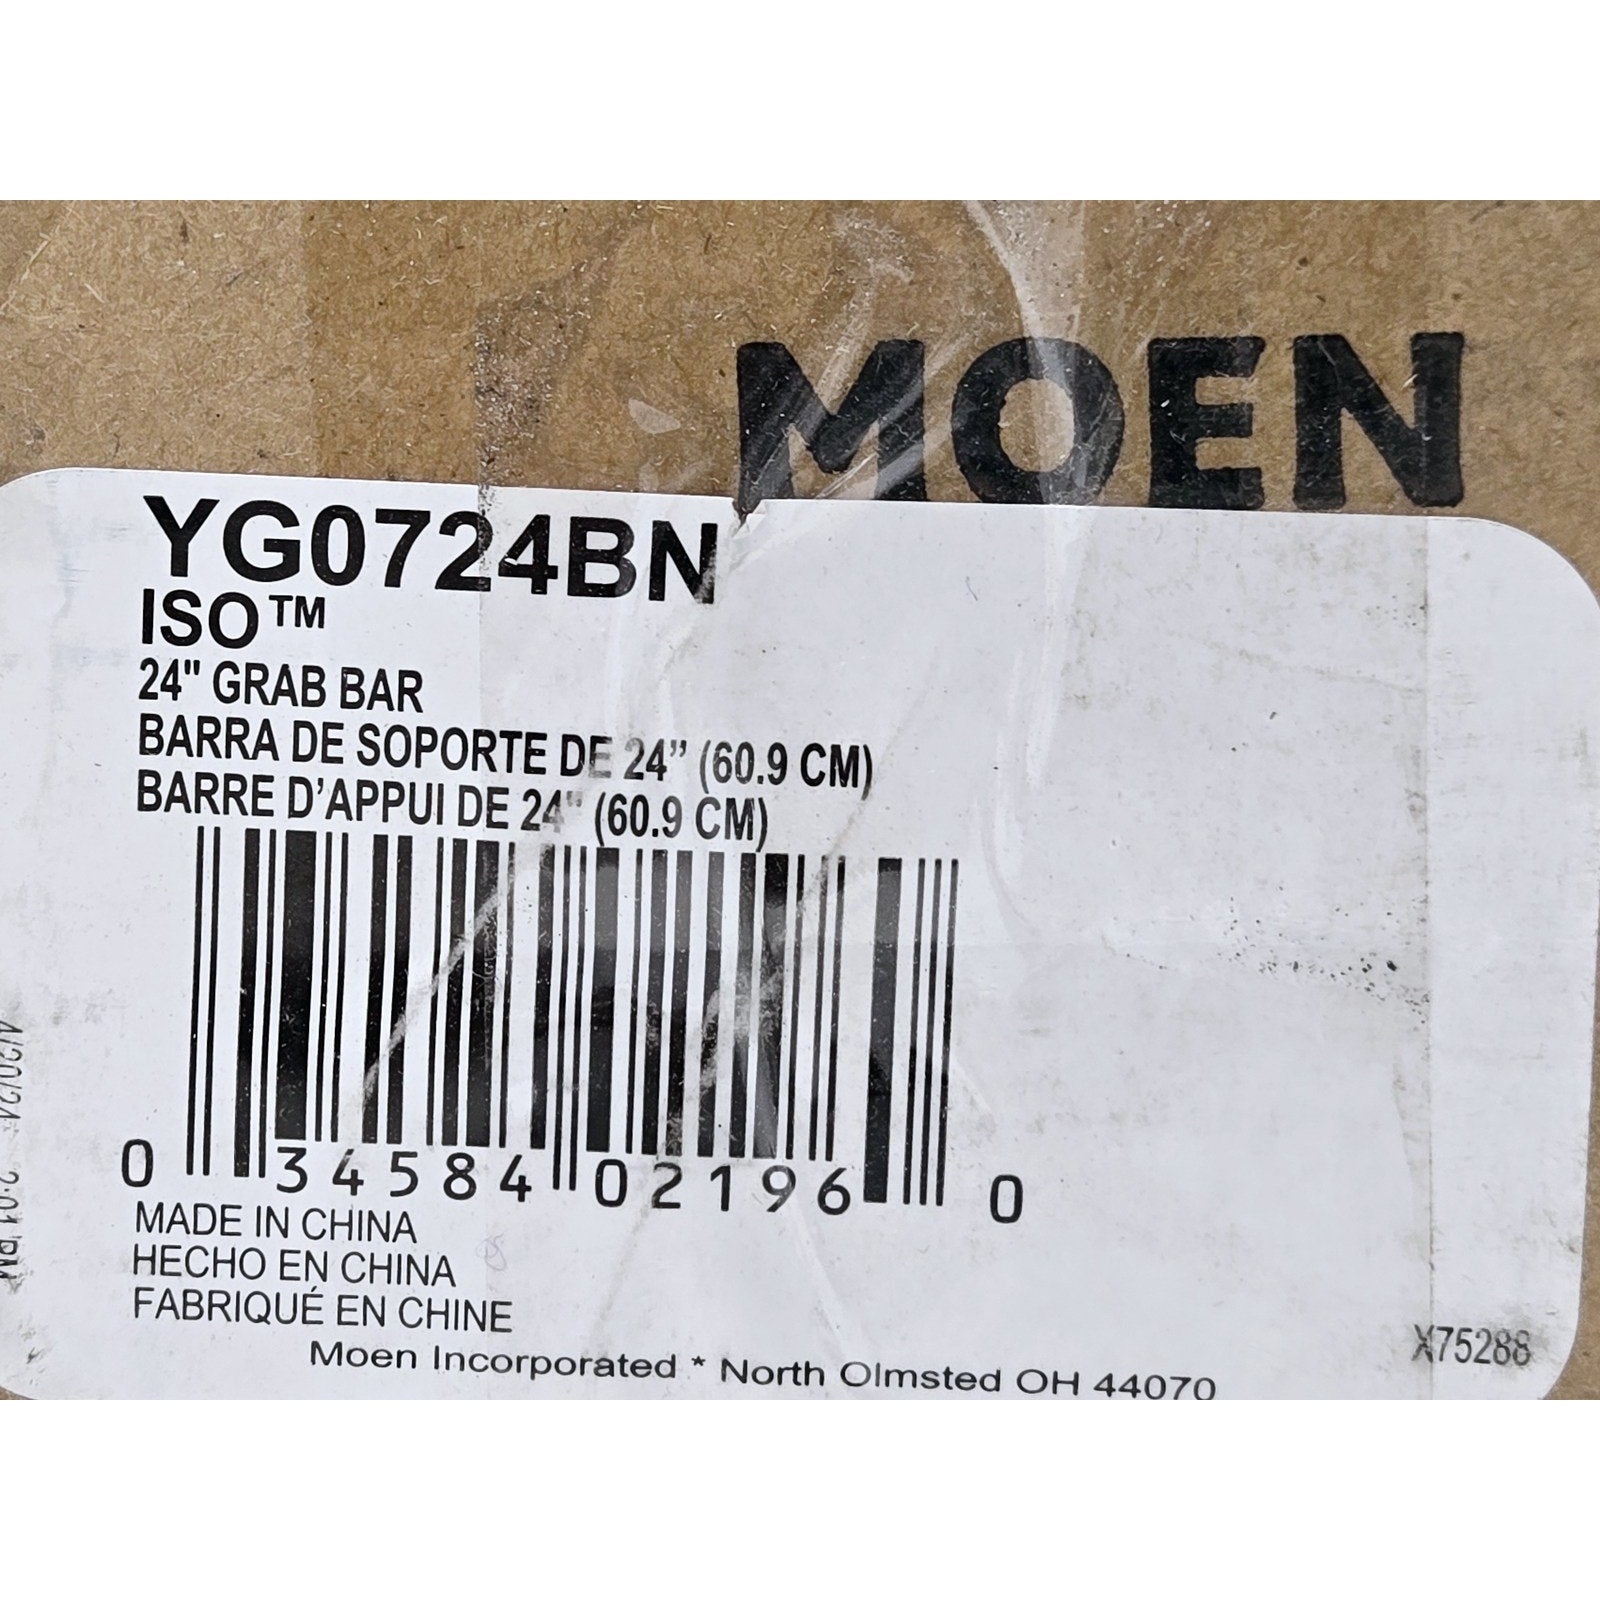 MOEN
YG0724BN
ISO™
24" GRAB BAR
BARRA DE SOPORTE DE 24” (60.9 CM)
BARRE D’APPUI DE 24" (60.9 CM)
0 34584 02196 0
MADE IN CHINA
HECHO EN CHINA
FABRIQUÉ EN CHINE
Moen Incorporated * North Olmsted OH 44070
X75288